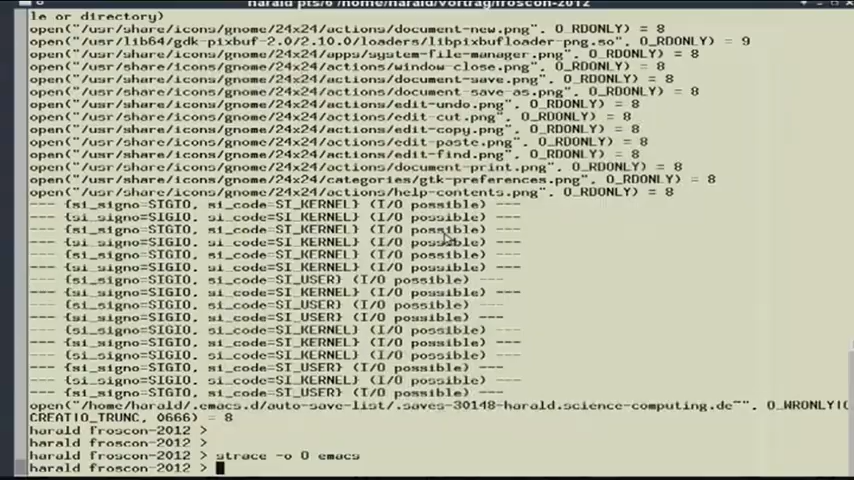 harald pts/6 /home/harald/vortrag/froscon-2012
le or directory)
open("/usr/share/icons/gnome/24x24/actions/document-new.png", O_RDONLY) = 8
open("/usr/lib64/gdk-pixbuf-2.0/2.10.0/loaders/libpixbufloader-png.so", O_RDONLY) = 9
open("/usr/share/icons/gnome/24x24/apps/system-file-manager.png", O_RDONLY) = 8
open("/usr/share/icons/gnome/24x24/actions/window-close.png", O_RDONLY) = 8
open("/usr/share/icons/gnome/24x24/actions/document-save.png", O_RDONLY) = 8
open("/usr/share/icons/gnome/24x24/actions/document-save-as.png", O_RDONLY) = 8
open("/usr/share/icons/gnome/24x24/actions/edit-undo.png", O_RDONLY) = 8
open("/usr/share/icons/gnome/24x24/actions/edit-cut.png", O_RDONLY) = 8
open("/usr/share/icons/gnome/24x24/actions/edit-copy.png", O_RDONLY) = 8
open("/usr/share/icons/gnome/24x24/actions/edit-paste.png", O_RDONLY) = 8
open("/usr/share/icons/gnome/24x24/actions/edit-find.png", O_RDONLY) = 8
open("/usr/share/icons/gnome/24x24/actions/document-print.png", O_RDONLY) = 8
open("/usr/share/icons/gnome/24x24/categories/gtk-preferences.png", O_RDONLY) = 8
open("/usr/share/icons/gnome/24x24/actions/help-contents.png", O_RDONLY) = 8
--- {si_signo=SIGIO, si_code=SI_KERNEL} (I/O possible) ---
--- {si_signo=SIGIO, si_code=SI_KERNEL} (I/O possible) ---
--- {si_signo=SIGIO, si_code=SI_KERNEL} (I/O possible) ---
--- {si_signo=SIGIO, si_code=SI_KERNEL} (I/O possible) ---
--- {si_signo=SIGIO, si_code=SI_KERNEL} (I/O possible) ---
--- {si_signo=SIGIO, si_code=SI_KERNEL} (I/O possible) ---
--- {si_signo=SIGIO, si_code=SI_USER} (I/O possible) ---
--- {si_signo=SIGIO, si_code=SI_KERNEL} (I/O possible) ---
--- {si_signo=SIGIO, si_code=SI_USER} (I/O possible) ---
--- {si_signo=SIGIO, si_code=SI_USER} (I/O possible) ---
--- {si_signo=SIGIO, si_code=SI_KERNEL} (I/O possible) ---
--- {si_signo=SIGIO, si_code=SI_KERNEL} (I/O possible) ---
--- {si_signo=SIGIO, si_code=SI_KERNEL} (I/O possible) ---
--- {si_signo=SIGIO, si_code=SI_USER} (I/O possible) ---
--- {si_signo=SIGIO, si_code=SI_KERNEL} (I/O possible) ---
--- {si_signo=SIGIO, si_code=SI_USER} (I/O possible) ---
open("/home/harald/.emacs.d/auto-save-list/.saves-30148-harald.science-computing.de~", O_WRONLY|O
CREAT|O_TRUNC, 0666) = 8
harald froscon-2012 >
harald froscon-2012 >
harald froscon-2012 > strace -o O emacs
harald froscon-2012 >